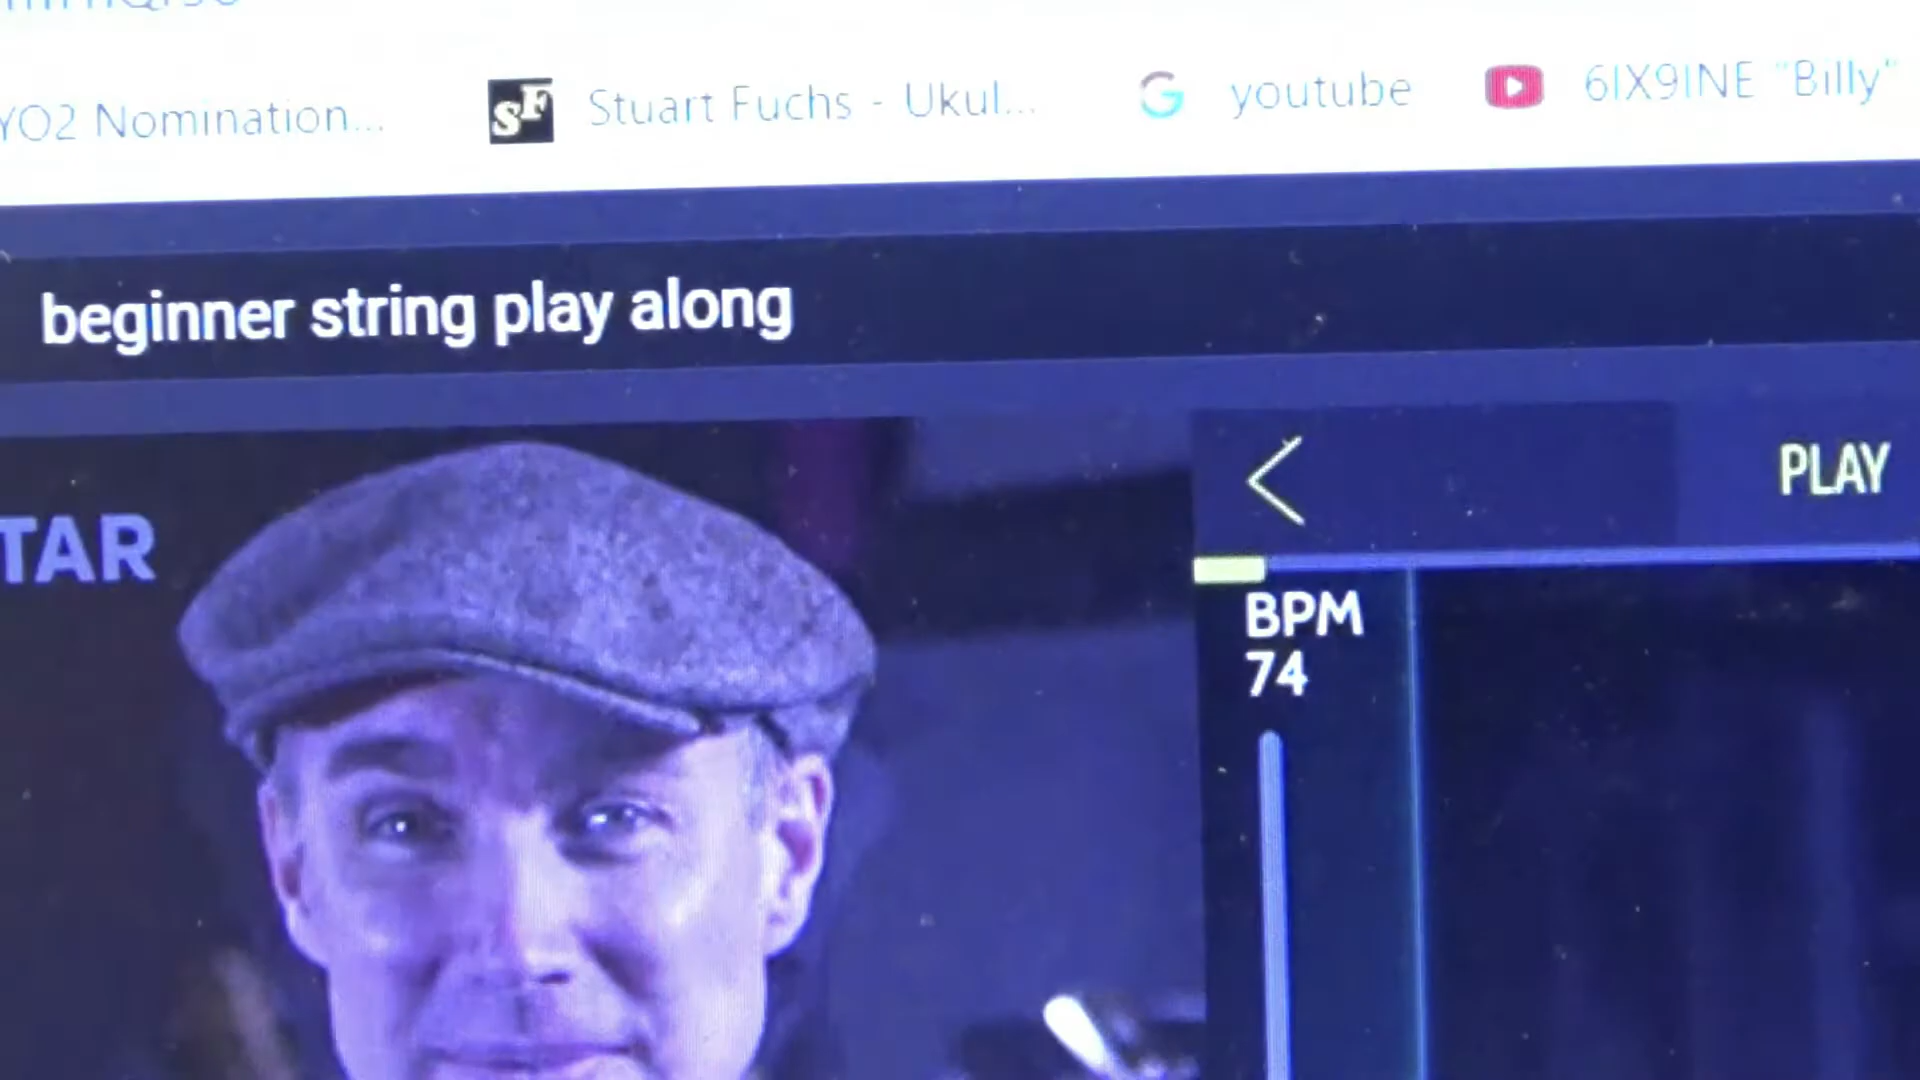 YO2 Nomination...
SF Stuart Fuchs - Ukul...
G youtube
6IX9INE "Billy"
beginner string play along
TAR
PLAY
BPM
74